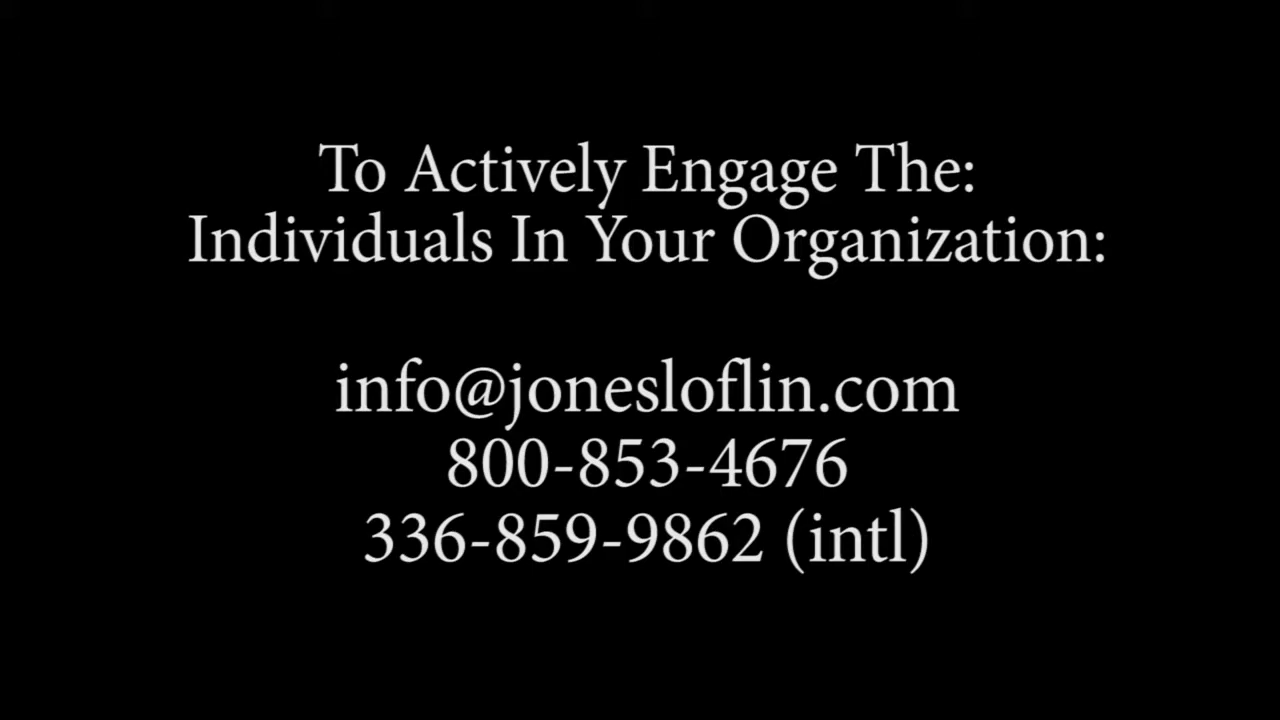 To Actively Engage The:
Individuals In Your Organization:
info@jonesloflin.com
800-853-4676
336-859-9862 (intl)